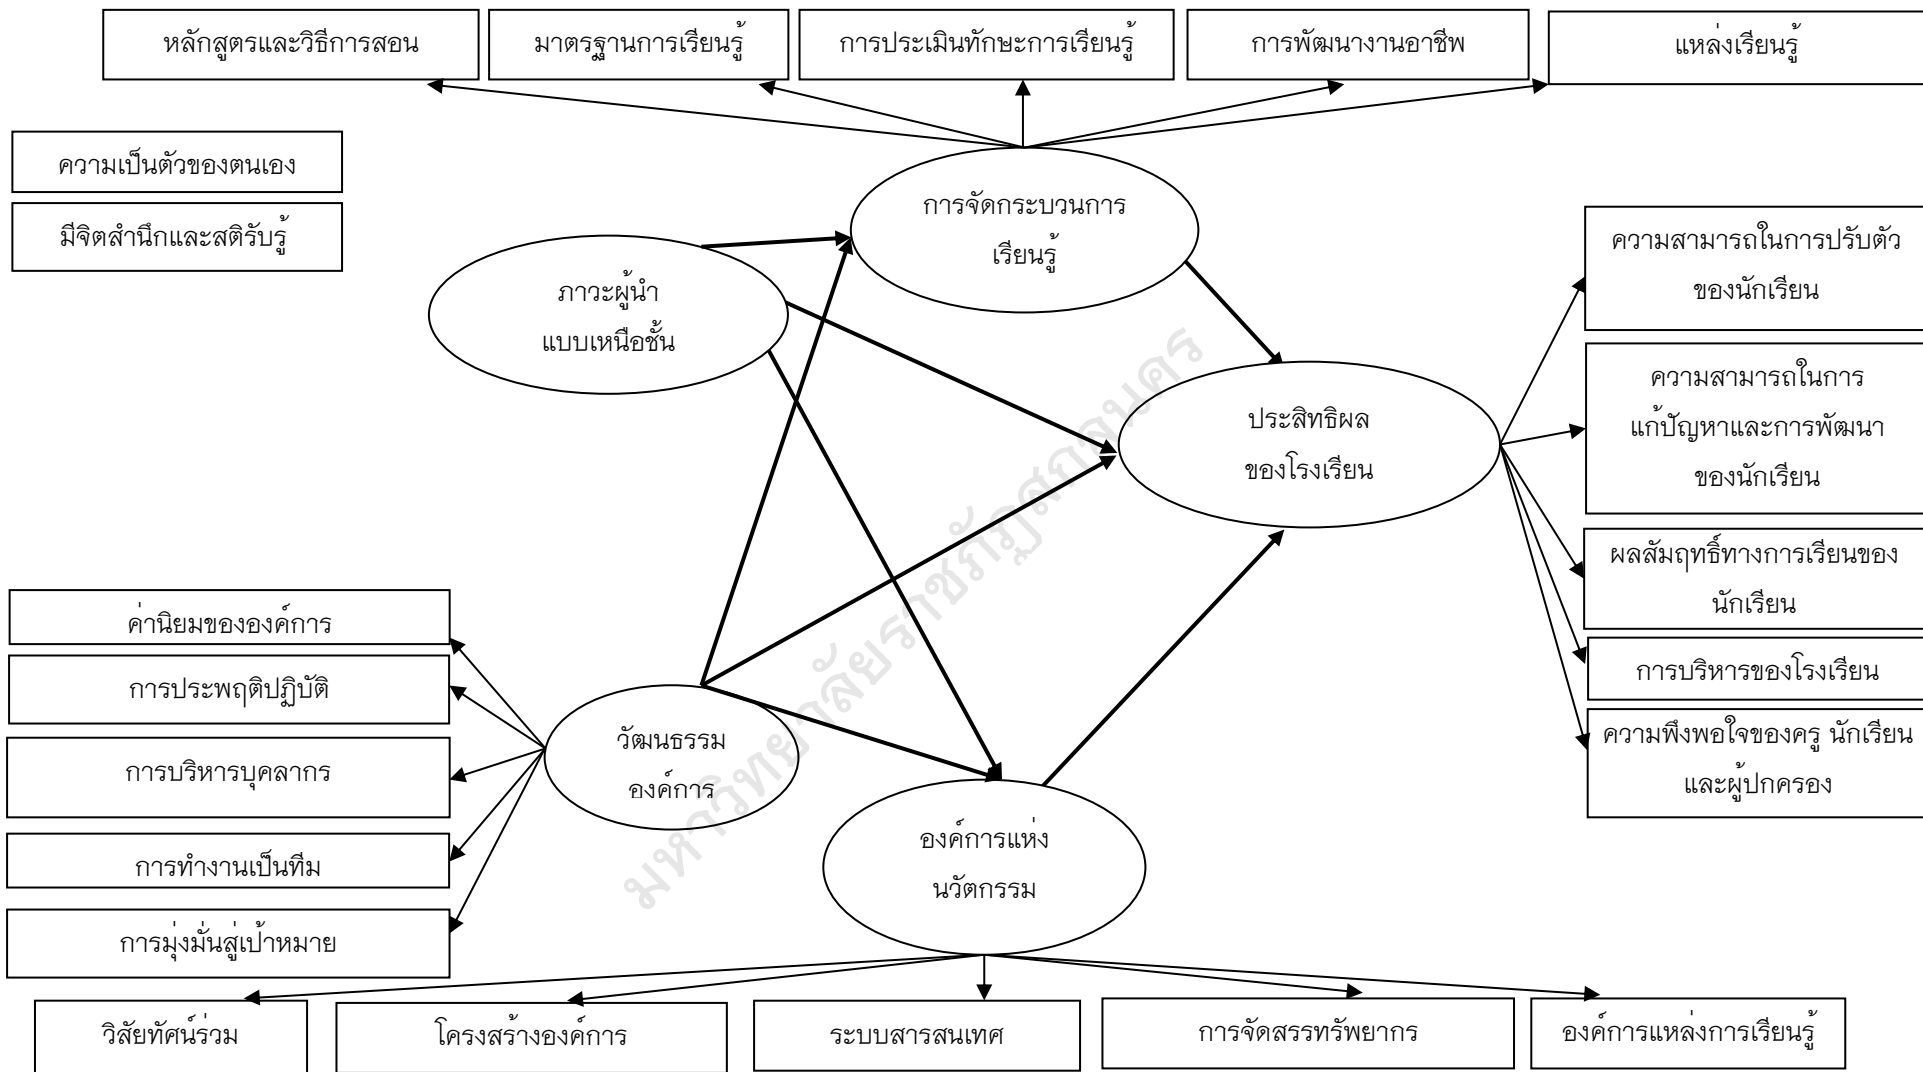 หลักสูตรและวิธีการสอน
มาตรฐานการเรียนรู้
การประเมินทักษะการเรียนรู้
การพัฒนางานอาชีพ
แหล่งเรียนรู้
ความเป็นตัวของตนเอง
มีจิตสำนึกและสติรับรู้
การจัดกระบวนการ
เรียนรู้
ภาวะผู้นำ
แบบเหนือชั้น
ความสามารถในการปรับตัว
ของนักเรียน
ความสามารถในการ
แก้ปัญหาและการพัฒนา
ของนักเรียน
ประสิทธิผล
ของโรงเรียน
ผลสัมฤทธิ์ทางการเรียนของ
นักเรียน
การบริหารของโรงเรียน
ความพึงพอใจของครู นักเรียน
และผู้ปกครอง
ค่านิยมขององค์การ
การประพฤติปฏิบัติ
การบริหารบุคลากร
การทำงานเป็นทีม
การมุ่งมั่นสู่เป้าหมาย
วัฒนธรรม
องค์การ
องค์การแห่ง
นวัตกรรม
วิสัยทัศน์ร่วม
โครงสร้างองค์การ
ระบบสารสนเทศ
การจัดสรรทรัพยากร
องค์การแหล่งการเรียนรู้
มหาวิทยาลัยราชภัฏสกลนคร